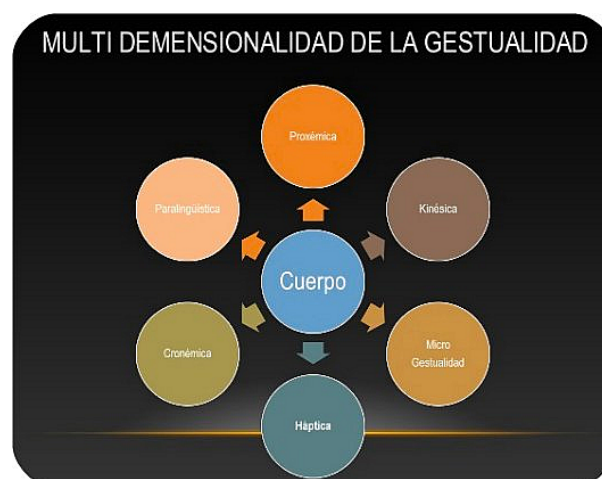 MULTI DEMENSIONALIDAD DE LA GESTUALIDAD
Proxémica
Paralingüística
Kinésica
Cuerpo
Cronémica
Micro
Gestualidad
Háptica